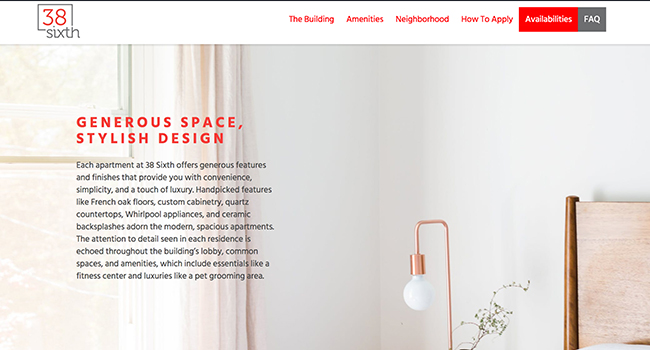 38
sixth
The Building Amenities Neighborhood How To Apply Availabilities FAQ
GENEROUS SPACE,
STYLISH DESIGN
Each apartment at 38 Sixth offers generous features
and finishes that provide you with convenience,
simplicity, and a touch of luxury. Handpicked features
like French oak floors, custom cabinetry, quartz
countertops, Whirlpool appliances, and ceramic
backsplashes adorn the modern, spacious apartments.
The attention to detail seen in each residence is
echoed throughout the building's lobby, common
spaces, and amenities, which include essentials like a
fitness center and luxuries like a pet grooming area.